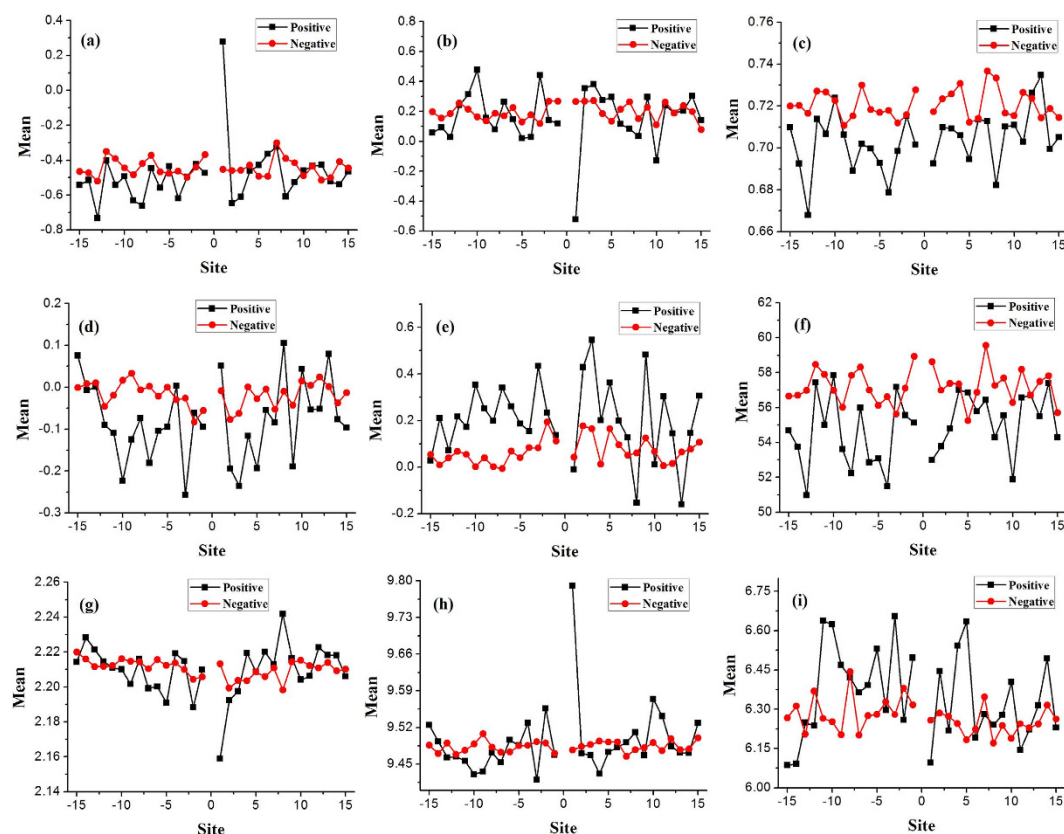 (a)
Positive
Negative
Mean
0.4
0.2
0.0
-0.2
-0.4
-0.6
-0.8
-15 -10 -5 0 5 10 15
Site
(b)
Positive
Negative
Mean
0.8
0.6
0.4
0.2
0.0
-0.2
-0.4
-0.6
-15 -10 -5 0 5 10 15
Site
(c)
Positive
Negative
Mean
0.76
0.74
0.72
0.70
0.68
0.66
-15 -10 -5 0 5 10 15
Site
(d)
Positive
Negative
Mean
0.2
0.1
0.0
-0.1
-0.2
-0.3
-15 -10 -5 0 5 10 15
Site
(e)
Positive
Negative
Mean
0.6
0.4
0.2
0.0
-0.2
-15 -10 -5 0 5 10 15
Site
(f)
Positive
Negative
Mean
62
60
58
56
54
52
50
-15 -10 -5 0 5 10 15
Site
(g)
Positive
Negative
Mean
2.26
2.24
2.22
2.20
2.18
2.16
2.14
-15 -10 -5 0 5 10 15
Site
(h)
Positive
Negative
Mean
9.80
9.73
9.66
9.59
9.52
9.45
-15 -10 -5 0 5 10 15
Site
(i)
Positive
Negative
Mean
6.75
6.60
6.45
6.30
6.15
6.00
-15 -10 -5 0 5 10 15
Site